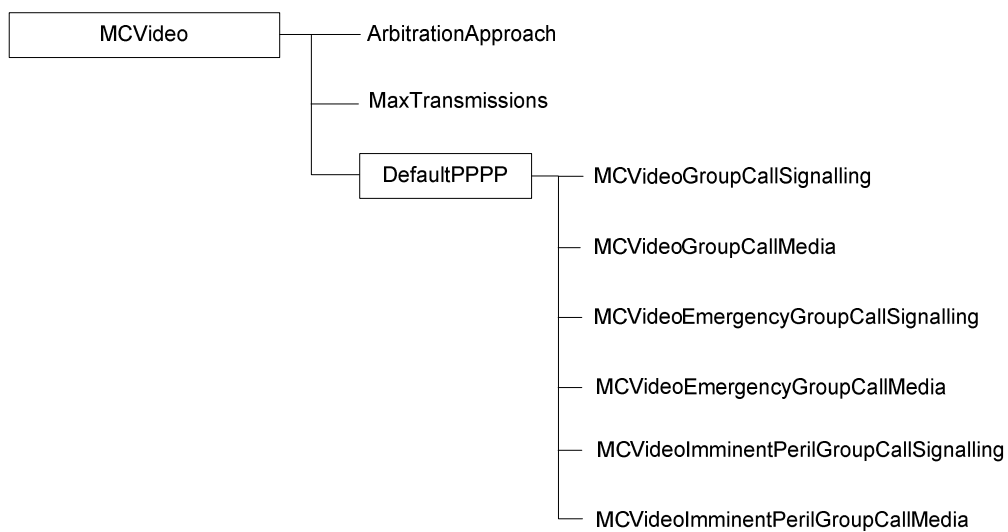 MCVideo
ArbitrationApproach
MaxTransmissions
DefaultPPPP
MCVideoGroupCallSignalling
MCVideoGroupCallMedia
MCVideoEmergencyGroupCallSignalling
MCVideoEmergencyGroupCallMedia
MCVideoImminentPerilGroupCallSignalling
MCVideoImminentPerilGroupCallMedia